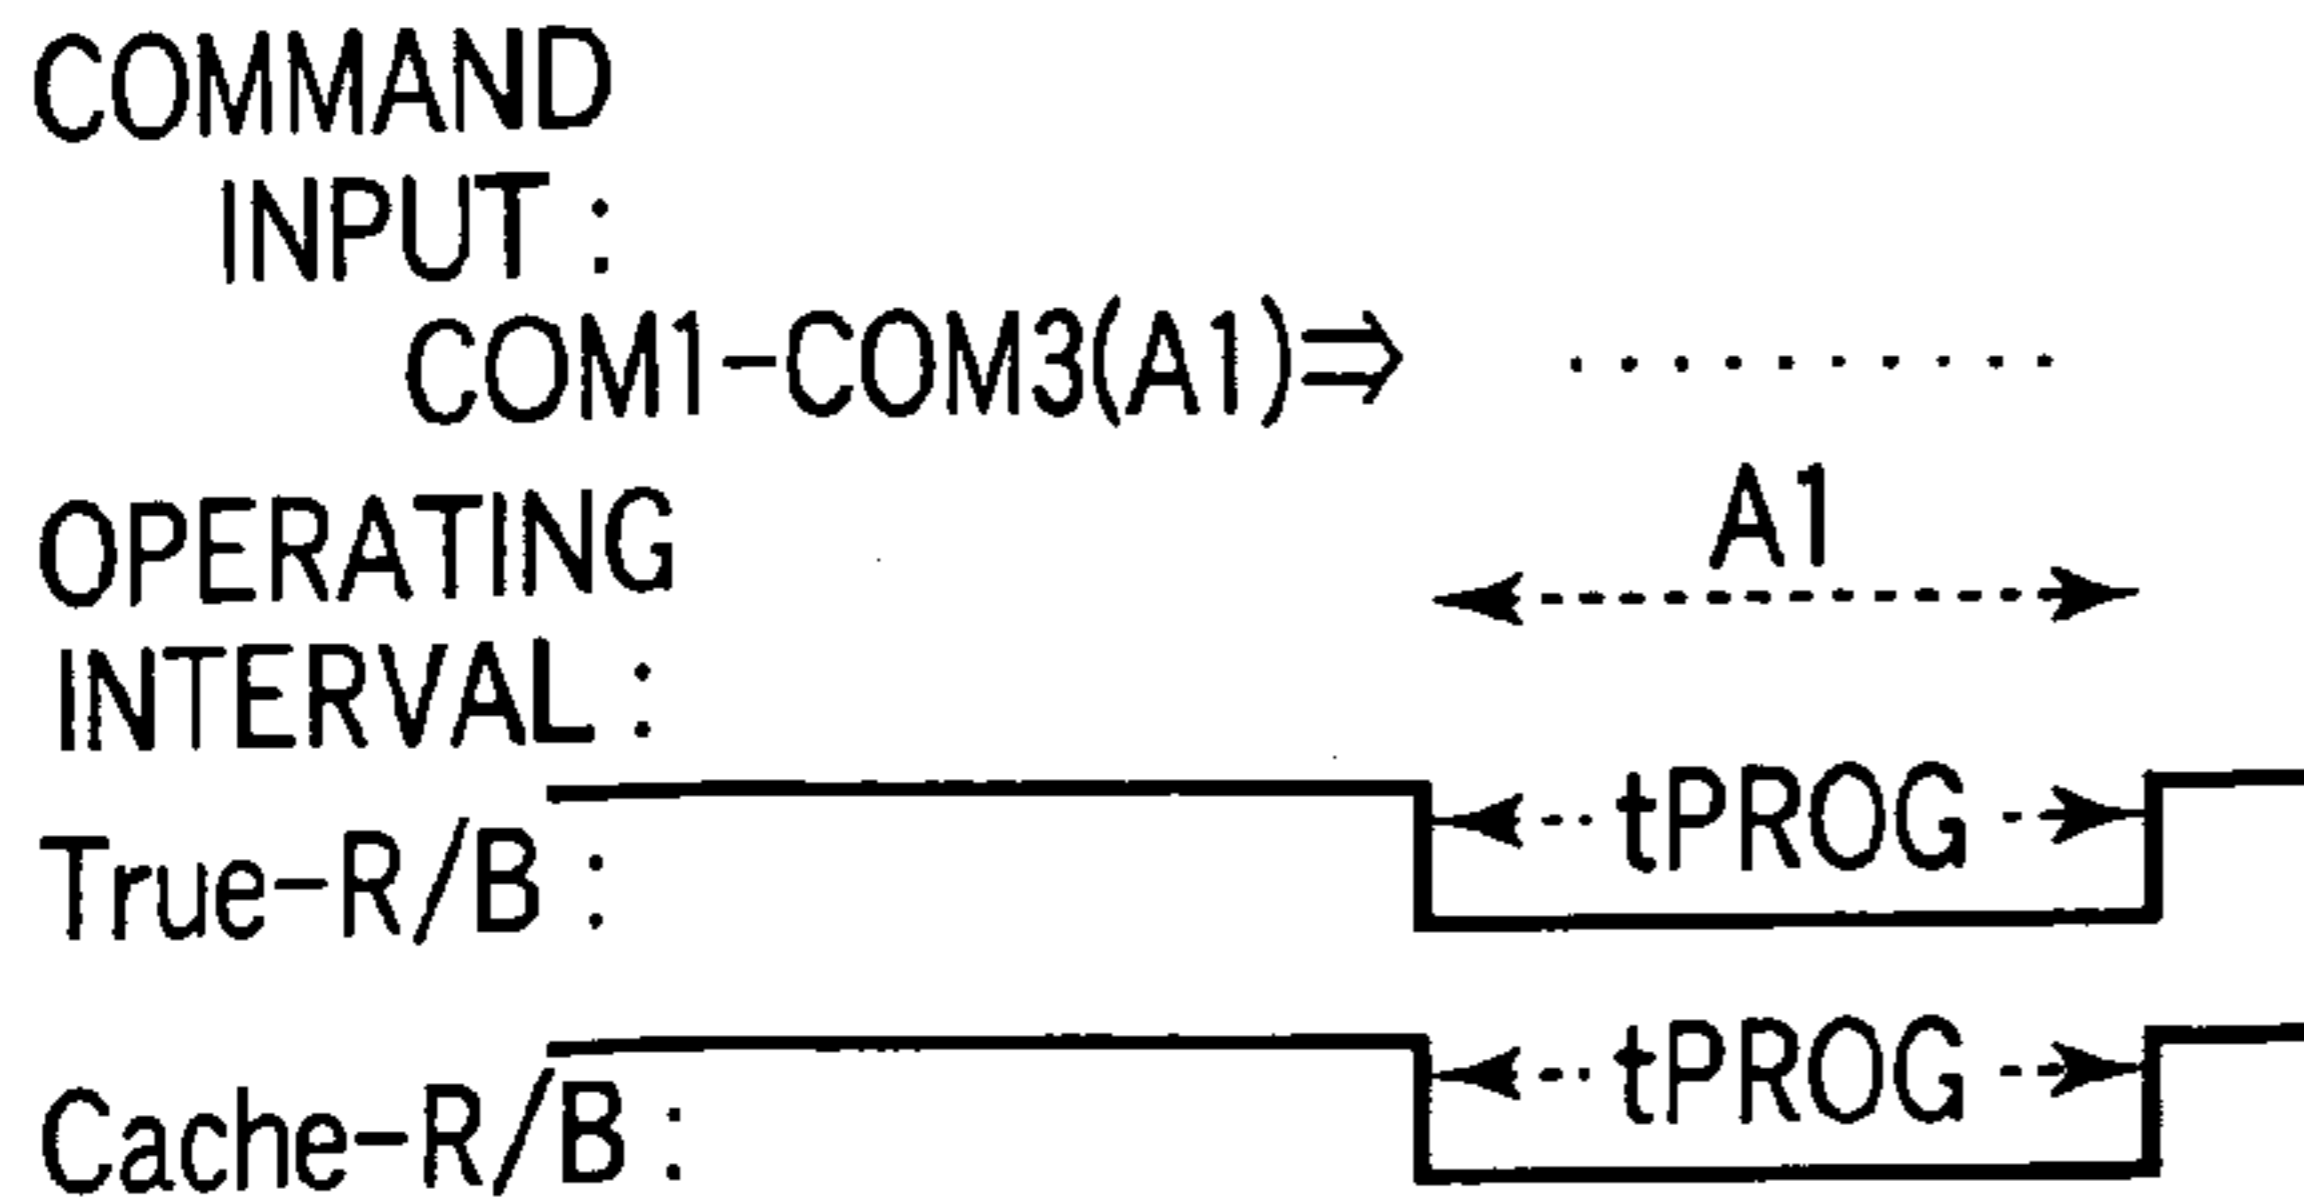 COMMAND
INPUT :
COM1-COM3(A1)⇒ . . . . . . . . . .
OPERATING
A1
INTERVAL :
tPROG
True-R/B :
tPROG
Cache-R/B :